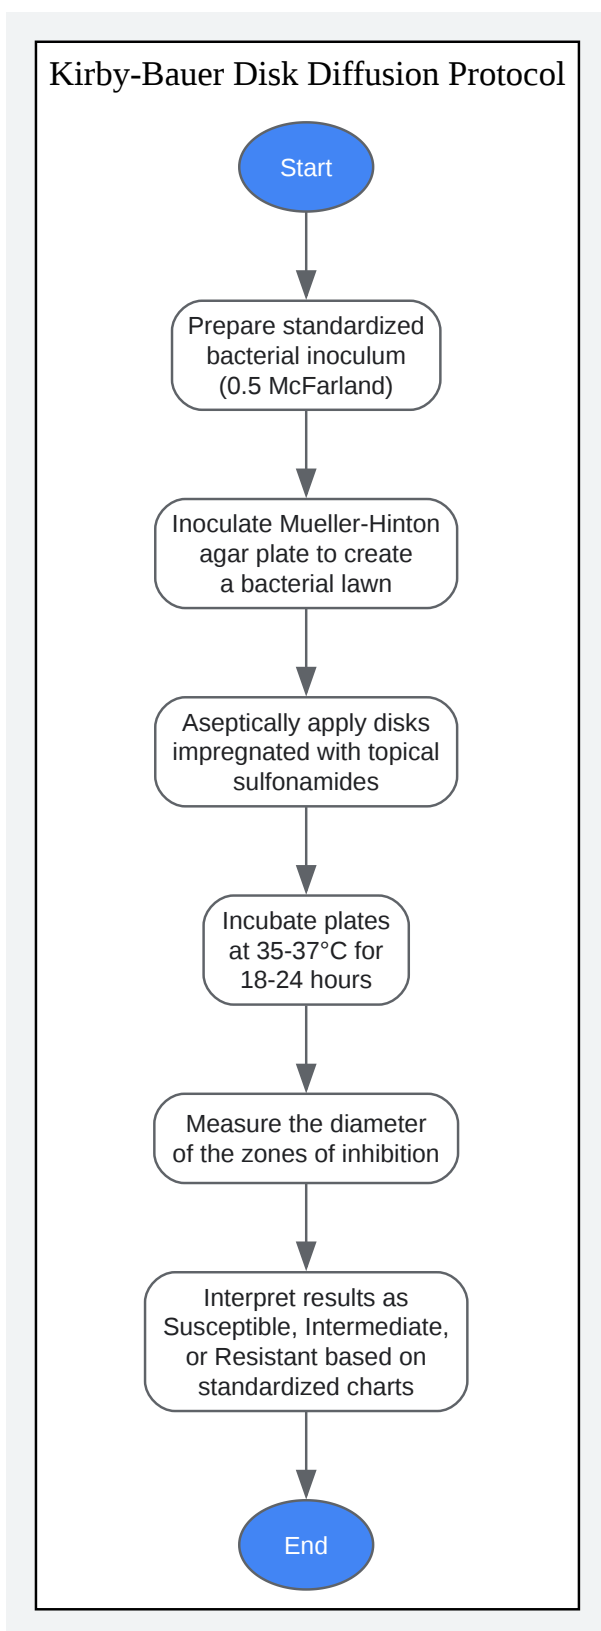 Kirby-Bauer Disk Diffusion Protocol
Start
Prepare standardized
bacterial inoculum
(0.5 McFarland)
Inoculate Mueller-Hinton
agar plate to create
a bacterial lawn
Aseptically apply disks
impregnated with topical
sulfonamides
Incubate plates
at 35-37°C for
18-24 hours
Measure the diameter
of the zones of inhibition
Interpret results as
Susceptible, Intermediate,
or Resistant based on
standardized charts
End